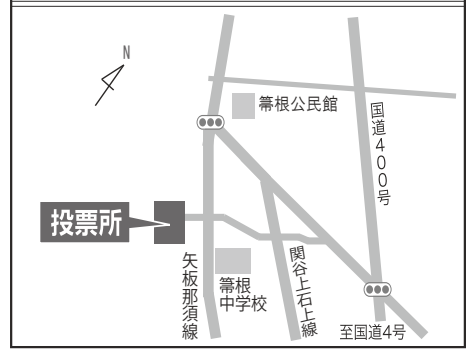 N
箒根公民館
国道400号
投票所
矢板那須線
箒根
中学校
関谷上石上線
至国道4号